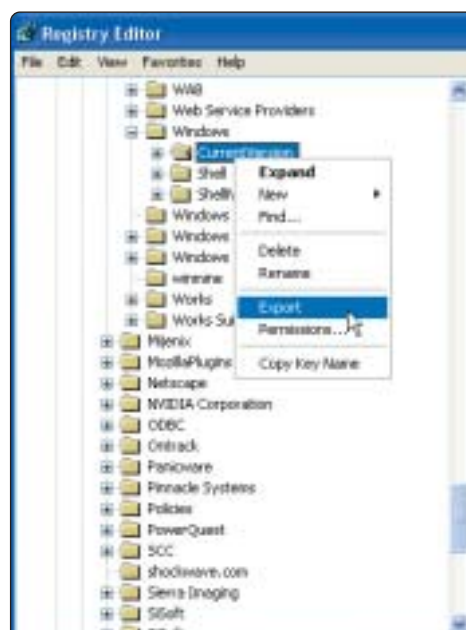 Registry Editor
File Edit View Favorites Help
WAB
Web Service Providers
Windows
CurrentVersion
Shell
Expand
New
Find...
Delete
Rename
Export
Permissions...
Copy Key Name
Windows
Windows
Windows
winmine
Works
Works Sui
Mijenix
MozillaPlugins
Netscape
NVIDIA Corporation
ODBC
Ontrack
Panicware
Pinnacle Systems
Policies
PowerQuest
SCC
shockwave.com
Sierra Imaging
SiSoft